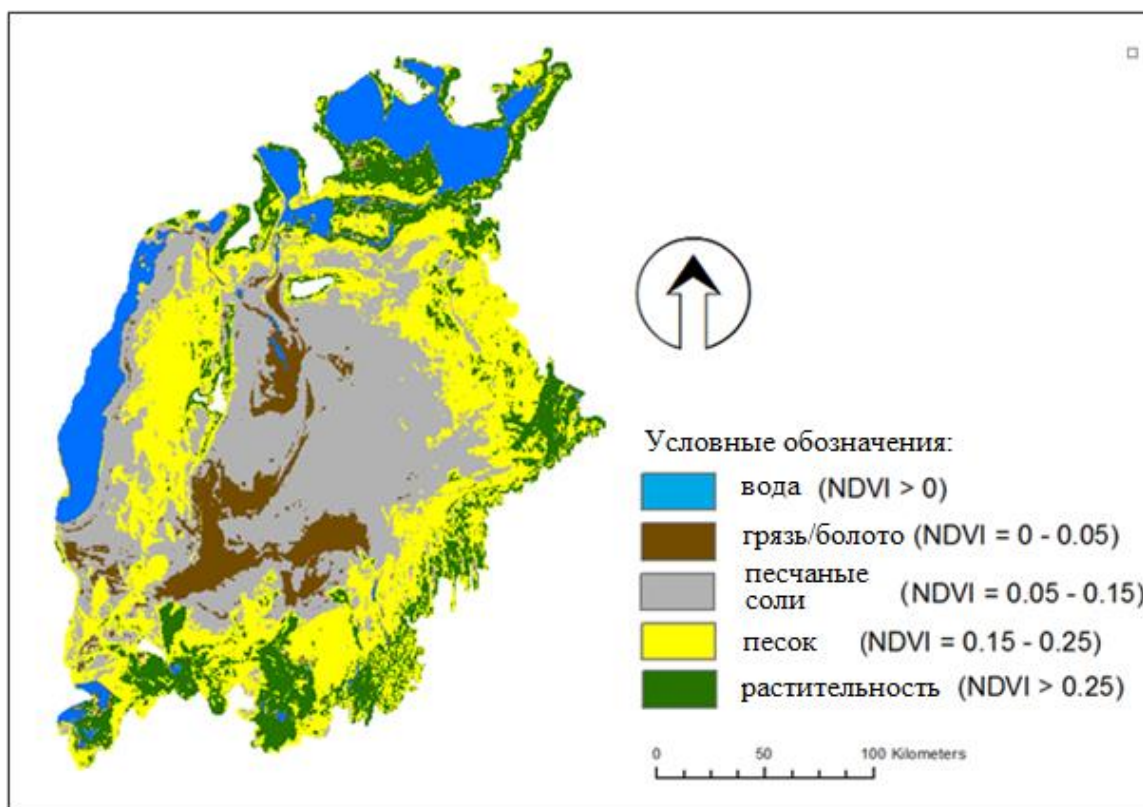 Условные обозначения:
вода (NDVI > 0)
грязь/болото (NDVI = 0 - 0.05)
песчаные
соли (NDVI = 0.05 - 0.15)
песок (NDVI = 0.15 - 0.25)
растительность (NDVI > 0.25)
0 50 100 Kilometers